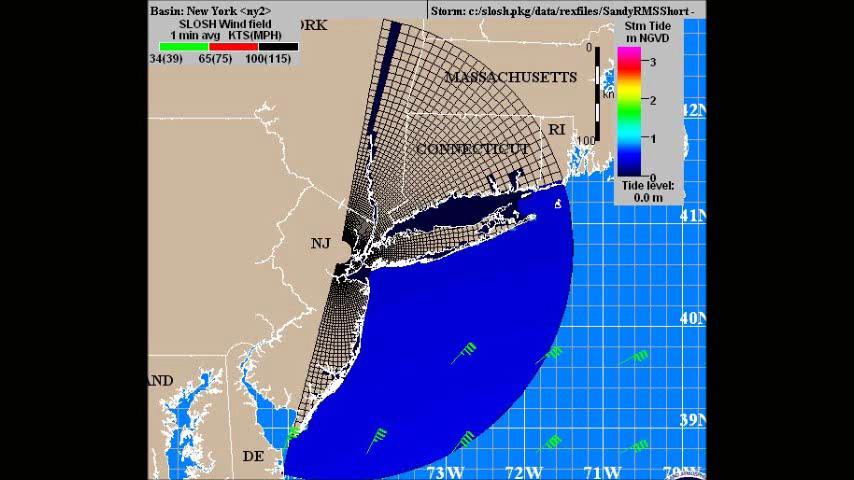 Basin: New York <ny2>
Storm: c:/slosh.pkg/data/rexfiles/SandyRMSShort -
SLOSH Wind field
1 min avg KTS(MPH)
34(39) 65(75) 100(115)
ORK
Stm Tide
m NGVD
0
3
MASSACHUSETTS
kn
2
42N
RI
100
1
CONNECTICUT
0
Tide level:
0.0 m
41N
NJ
40N
AND
39N
DE
73W 72W 71W 70W